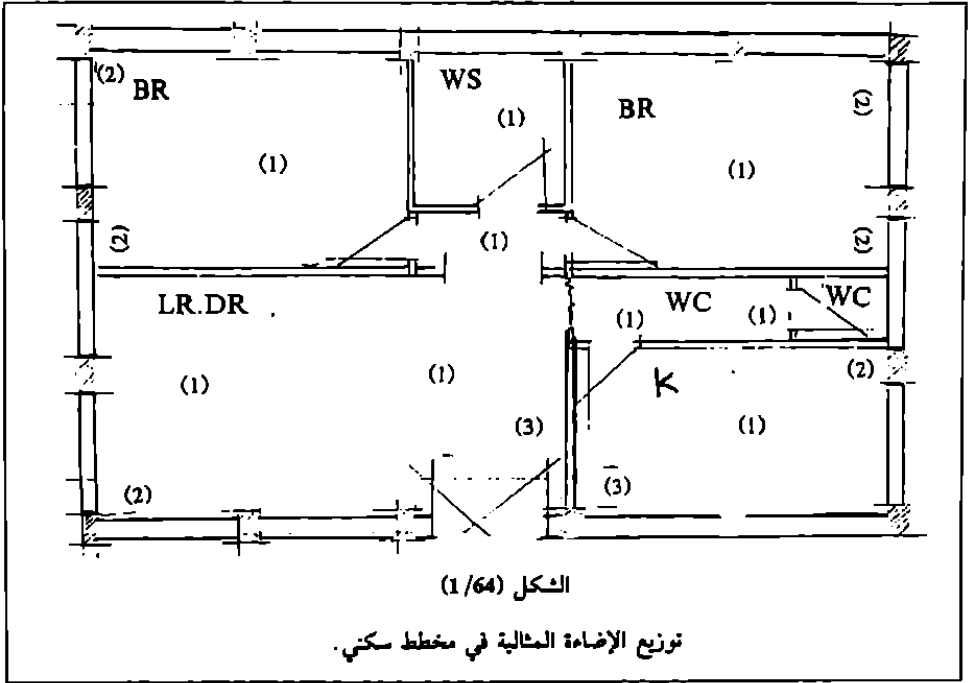 (2) BR
WS
(1)
BR
(2)
(1)
(1)
(2)
(1)
(2)
LR.DR
WC
WC
(1)
(1)
(2)
(1)
(1)
K
(1)
(3)
(2)
(3)
الشكل (1/64)
توزيع الإضاءة المثالية في مخطط سكني.